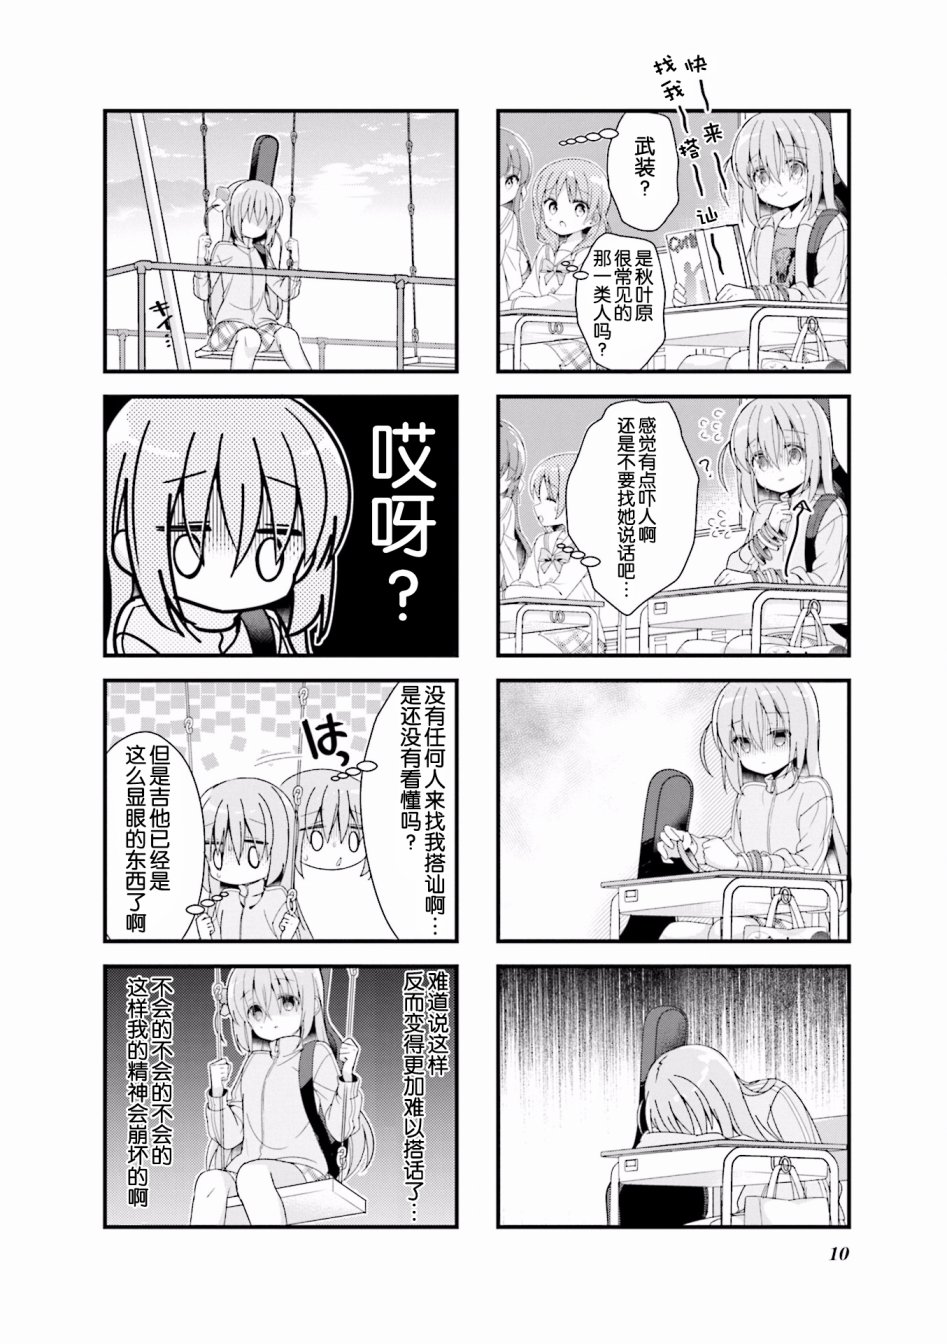 快～来～搭讪
找我～
武装？
是秋叶原
很常见的
那一类人吗？
感觉有点吓人啊
还是不要找她说话吧…
？
キィ
哎呀？
没有任何人来找我搭讪啊…
是还没有看懂吗？
はっ
但是吉他已经是
这么显眼的东西了啊
难道说这样
反而变得更加难以搭话了…
不会的不会的不会的
这样我的精神会崩坏的啊
10